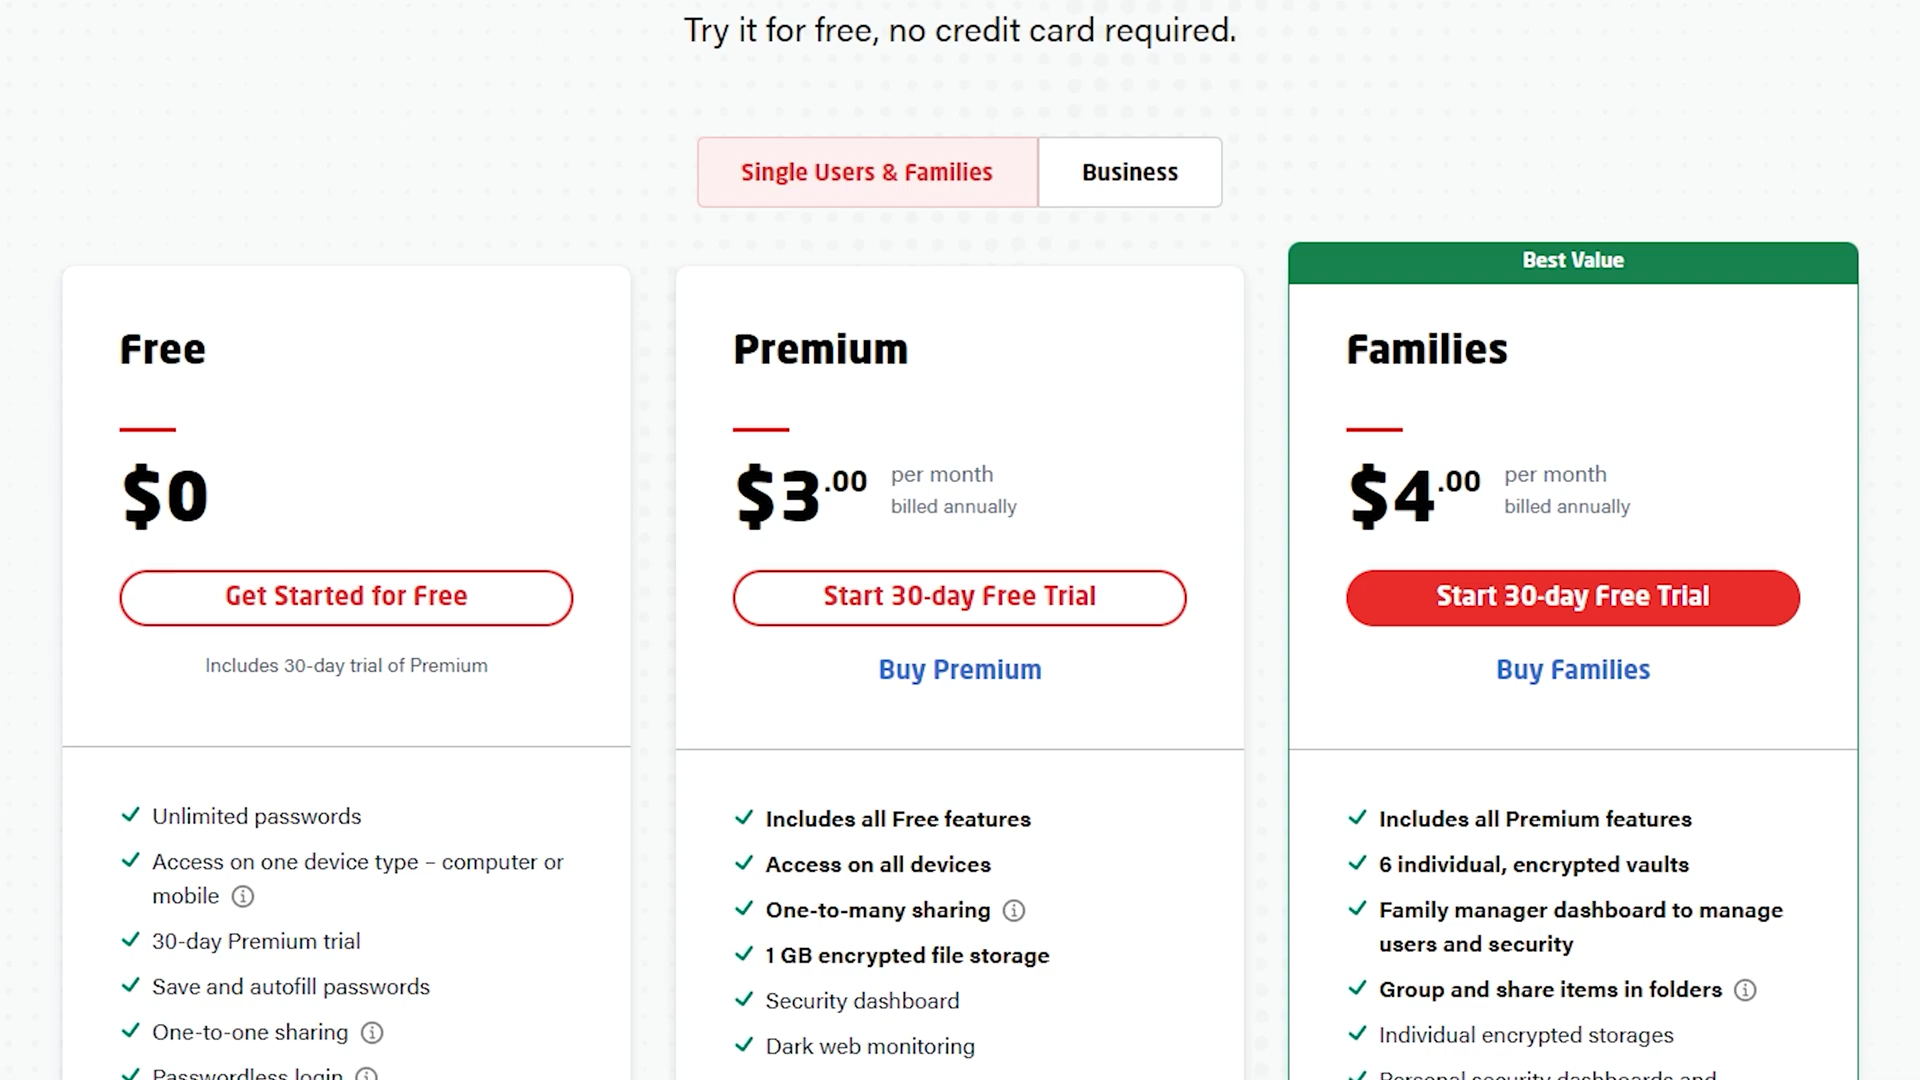 Try it for free, no credit card required.
Single Users & Families
Business
Free
$0
Get Started for Free
Includes 30-day trial of Premium
Unlimited passwords
Access on one device type – computer or
mobile
30-day Premium trial
Save and autofill passwords
One-to-one sharing
Passwordless login
Premium
$3.00 per month
billed annually
Start 30-day Free Trial
Buy Premium
Includes all Free features
Access on all devices
One-to-many sharing
1 GB encrypted file storage
Security dashboard
Dark web monitoring
Best Value
Families
$4.00 per month
billed annually
Start 30-day Free Trial
Buy Families
Includes all Premium features
6 individual, encrypted vaults
Family manager dashboard to manage
users and security
Group and share items in folders
Individual encrypted storages
Personal security dashboards and